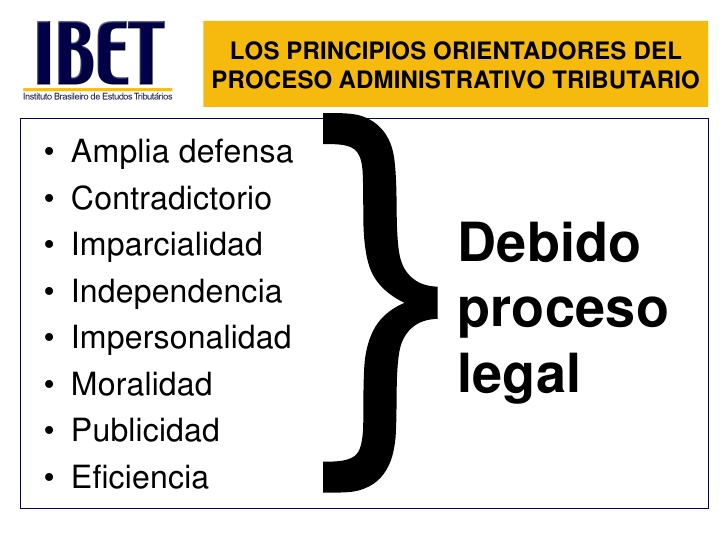 IBET
Instituto Brasileiro de Estudos Tributários
LOS PRINCIPIOS ORIENTADORES DEL
PROCESO ADMINISTRATIVO TRIBUTARIO
• Amplia defensa
• Contradictorio
• Imparcialidad
• Independencia
• Impersonalidad
• Moralidad
• Publicidad
• Eficiencia
}
Debido
proceso
legal